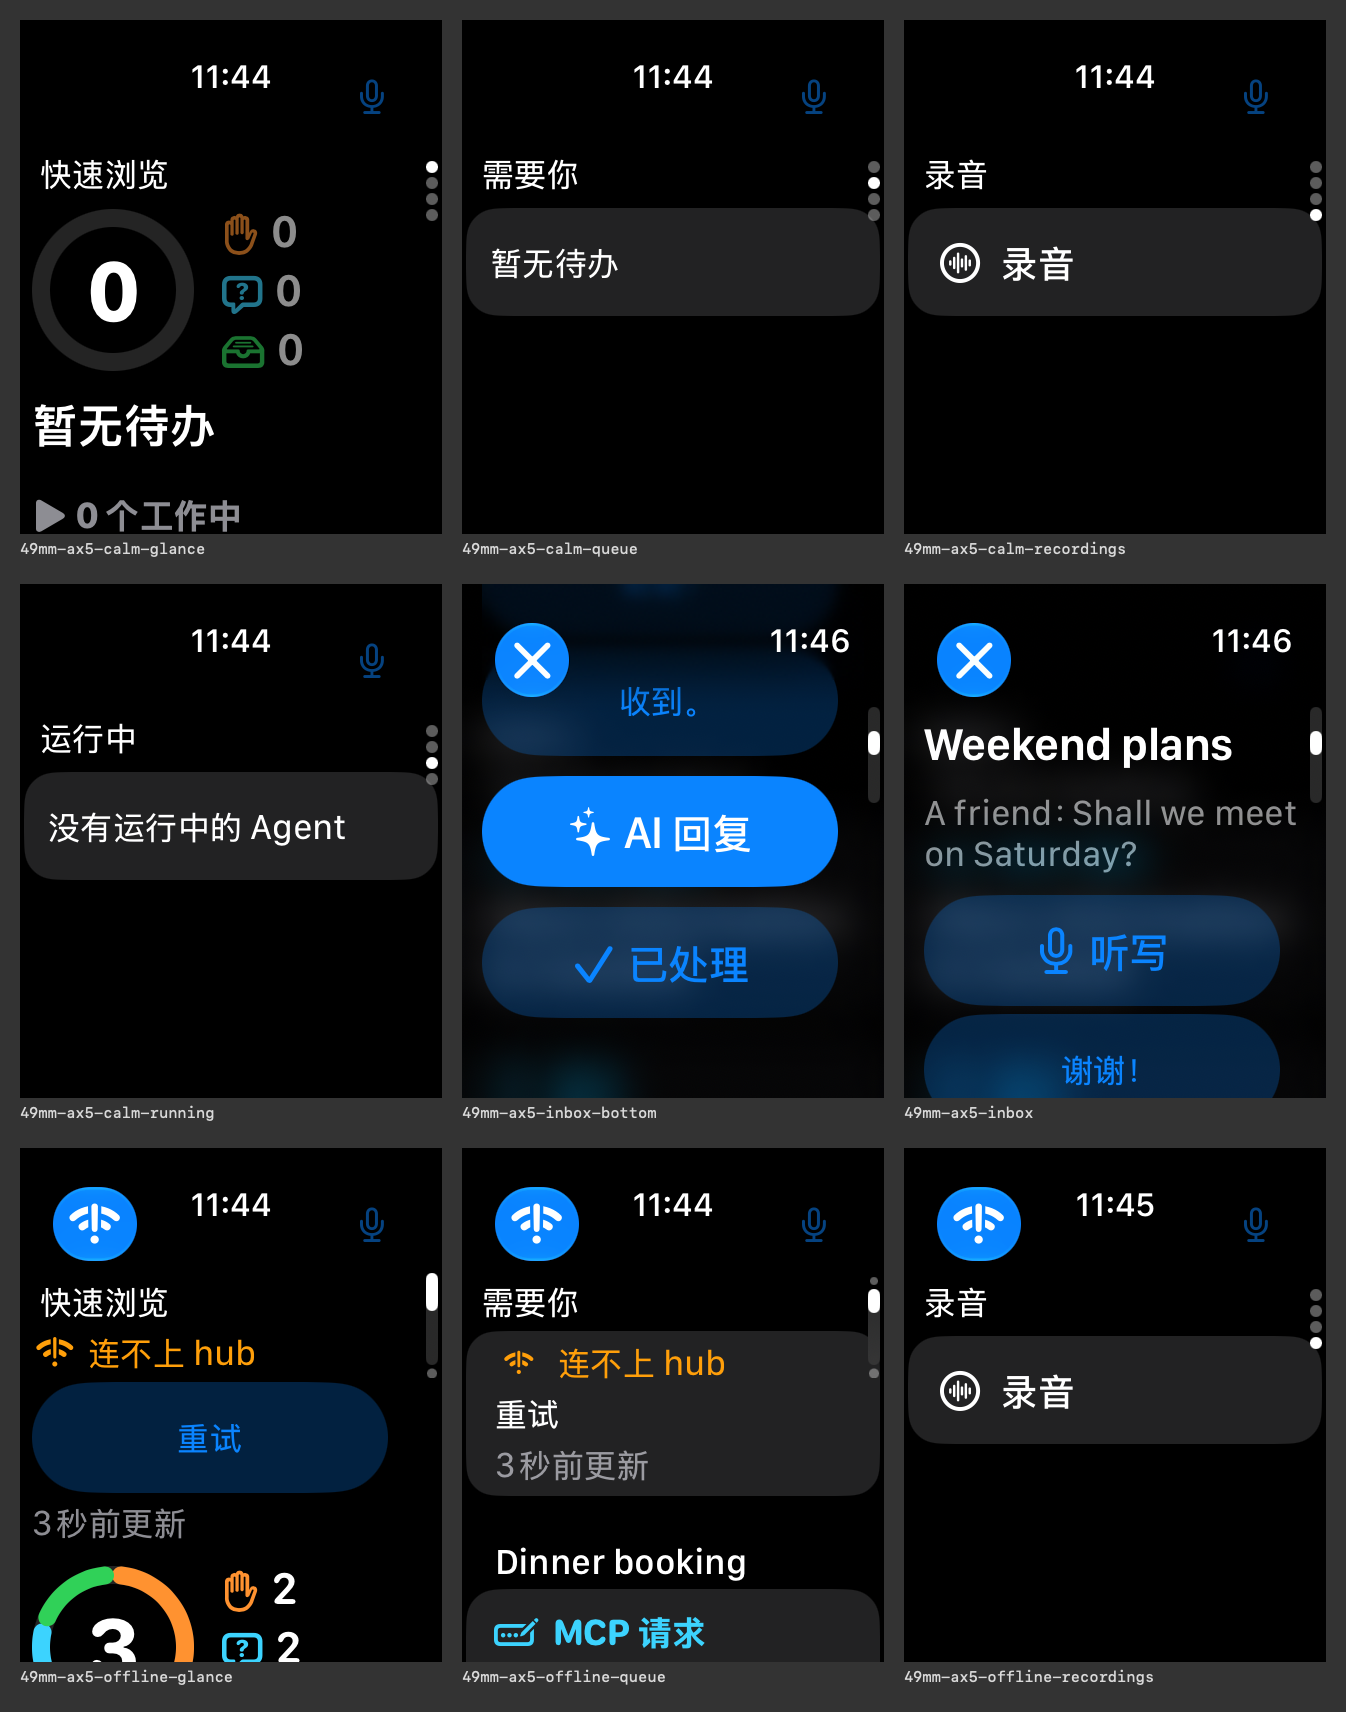 11:44
快速浏览
0
0
0
0
暂无待办
0 个工作中
49mm-ax5-calm-glance
11:44
需要你
暂无待办
49mm-ax5-calm-queue
11:44
录音
录音
49mm-ax5-calm-recordings
11:44
运行中
没有运行中的 Agent
49mm-ax5-calm-running
11:46
收到。
AI 回复
已处理
49mm-ax5-inbox-bottom
11:46
Weekend plans
A friend: Shall we meet
on Saturday?
听写
谢谢！
49mm-ax5-inbox
11:44
快速浏览
连不上 hub
重试
3 秒前更新
3
2
2
49mm-ax5-offline-glance
11:44
需要你
连不上 hub
重试
3 秒前更新
Dinner booking
MCP 请求
49mm-ax5-offline-queue
11:45
录音
录音
49mm-ax5-offline-recordings